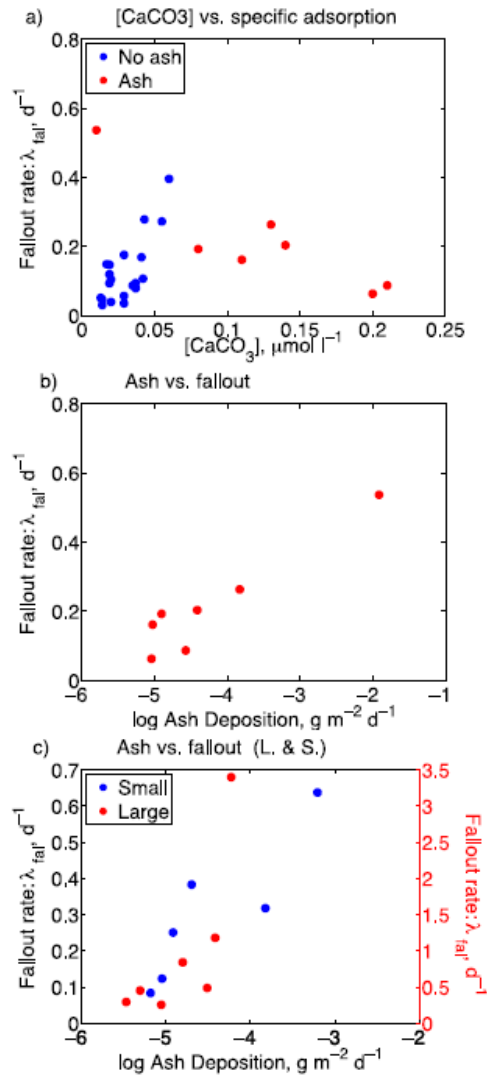 a) [CaCO3] vs. specific adsorption
0.8
No ash
Ash
0.6
0.4
0.2
0
0 0.05 0.1 0.15 0.2 0.25
[CaCO3], μmol l−1
Fallout rate: λ fal, d−1
b) Ash vs. fallout
0.8
0.6
0.4
0.2
0
−6 −5 −4 −3 −2 −1
log Ash Deposition, g m−2 d−1
Fallout rate: λ fal, d−1
c) Ash vs. fallout (L. & S.)
0.7 3.5
Small
Large
0.6 3
0.5 2.5
0.4 2
0.3 1.5
0.2 1
0.1 0.5
0 0
−6 −5 −4 −3 −2
log Ash Deposition, g m−2 d−1
Fallout rate: λ fal, d−1
Fallout rate: λ fal, d−1